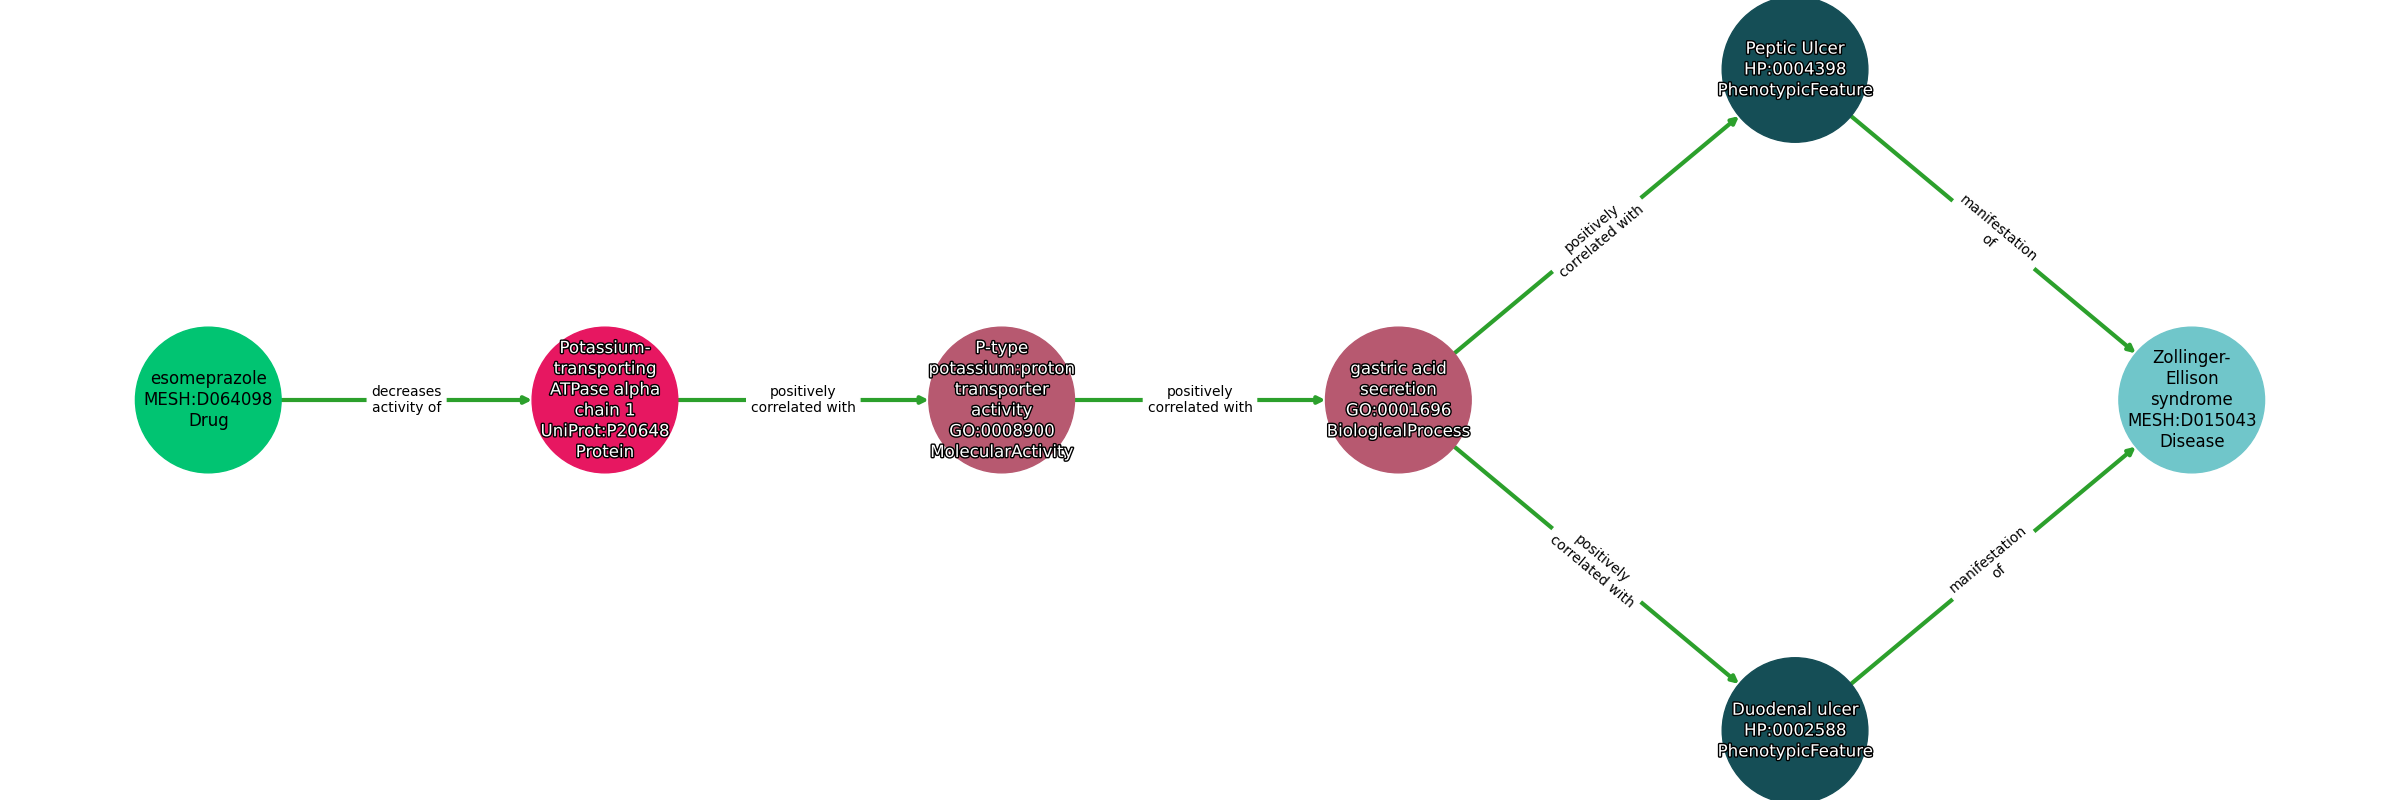 Peptic Ulcer
HP:0004398
PhenotypicFeature
positively
correlated with
manifestation
of
esomeprazole
MESH:D064098
Drug
decreases
activity of
Potassium-
transporting
ATPase alpha
chain 1
UniProt:P20648
Protein
positively
correlated with
P-type
potassium:proton
transporter
activity
GO:0008900
MolecularActivity
positively
correlated with
gastric acid
secretion
GO:0001696
BiologicalProcess
Zollinger-
Ellison
syndrome
MESH:D015043
Disease
positively
correlated with
manifestation
of
Duodenal ulcer
HP:0002588
PhenotypicFeature